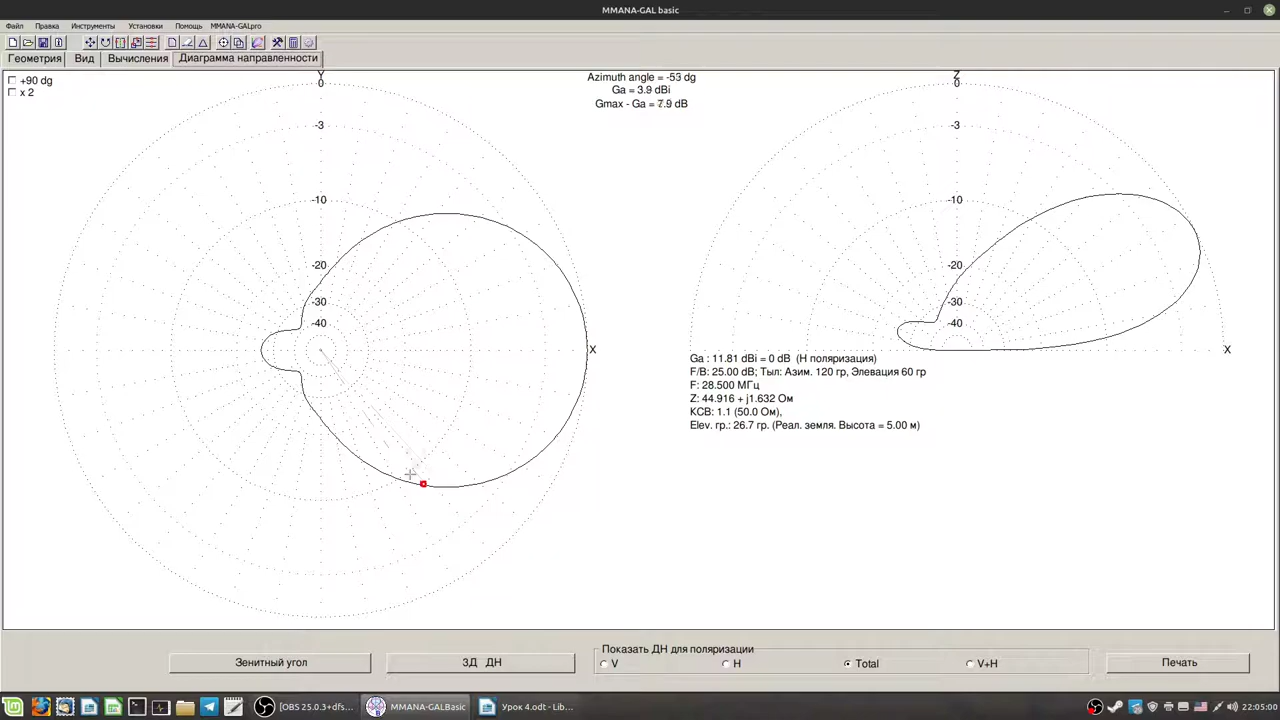 MMANA-GAL basic
Файл Правка Инструменты Установки Помощь MMANA-GALpro
Геометрия Вид Вычисления Диаграмма направленности
+90 dg
x 2
Y
0
-3
-10
-20
-30
-40
X
Azimuth angle = -53 dg
Ga = 3.9 dBi
Gmax - Ga = 7.9 dB
Z
0
-3
-10
-20
-30
-40
X
Ga : 11.81 dBi = 0 dB (Н поляризация)
F/B: 25.00 dB; Тыл: Азим. 120 гр, Элевация 60 гр
F: 28.500 МГц
Z: 44.916 + j1.632 Ом
КСВ: 1.1 (50.0 Ом),
Elev. гр.: 26.7 гр. (Реал. земля. Высота = 5.00 м)
Зенитный угол
3Д ДН
Показать ДН для поляризации
V H Total V+H
Печать
[OBS 25.0.3+dfs... MMANA-GALBasic Урок 4.odt - Lib... 22:05:00